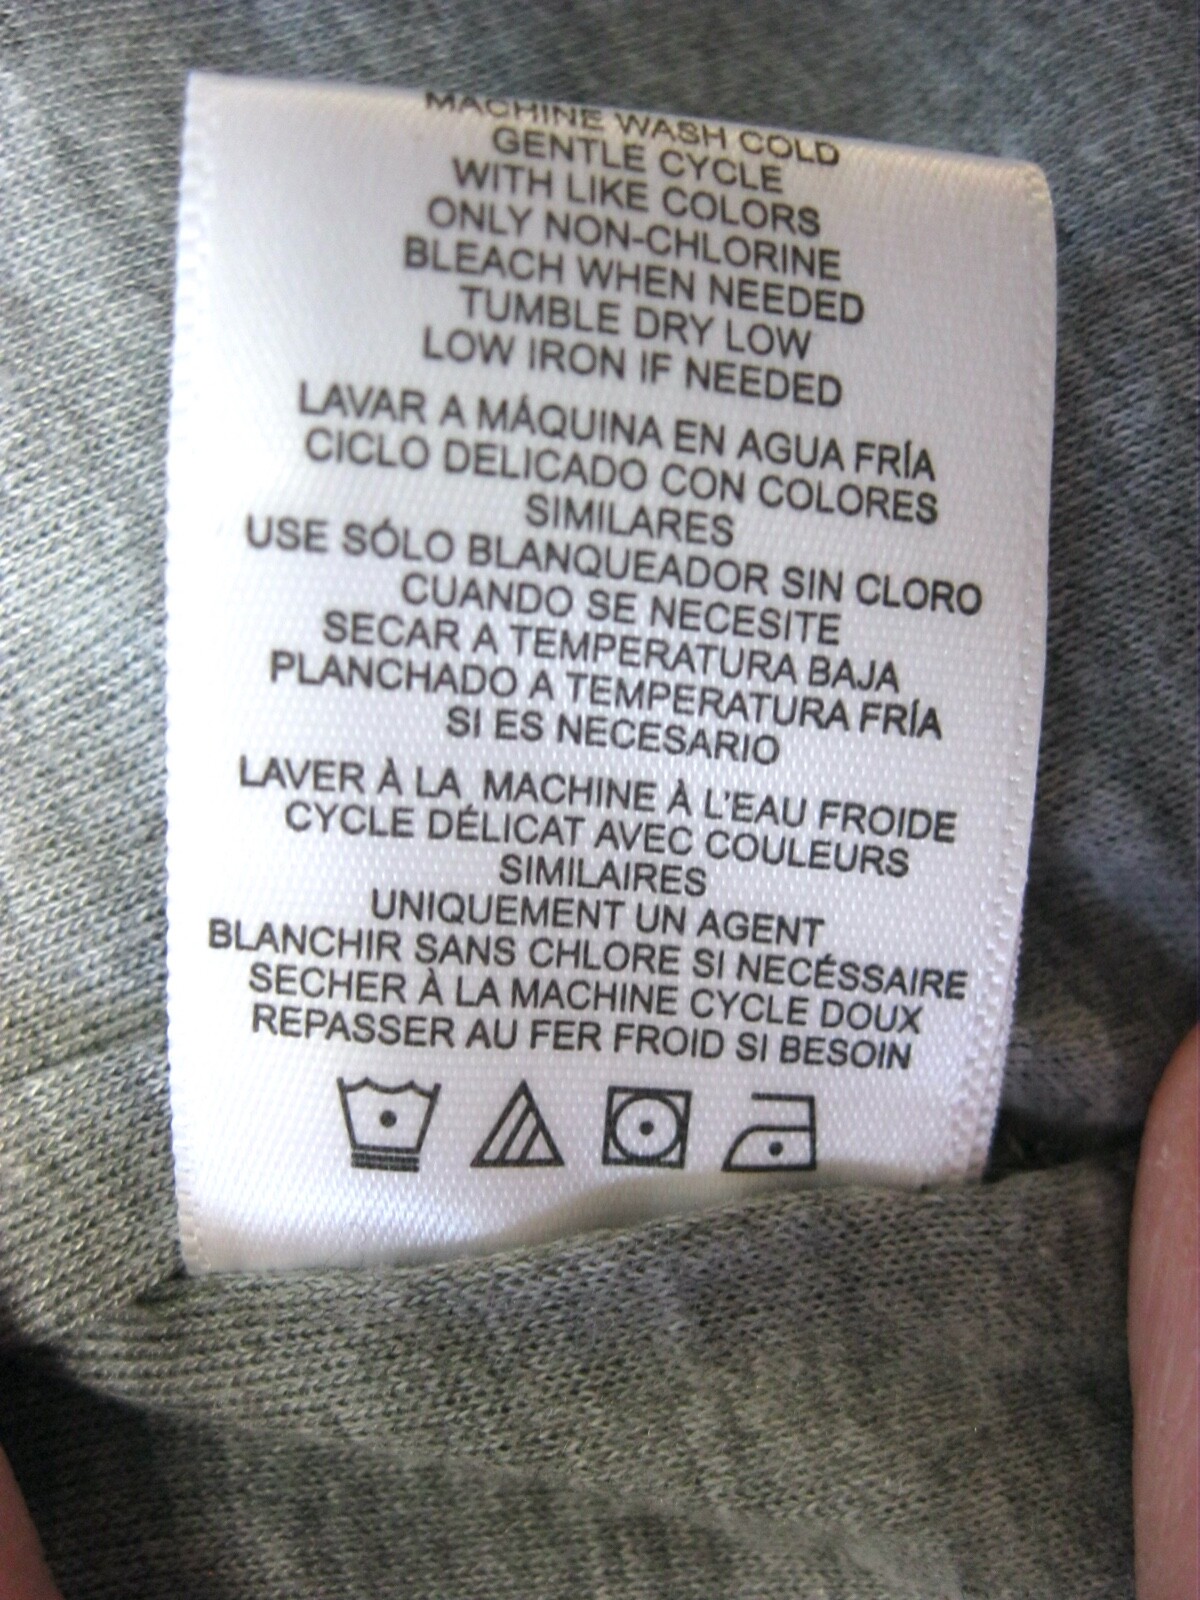 MACHINE WASH COLD
GENTLE CYCLE
WITH LIKE COLORS
ONLY NON-CHLORINE
BLEACH WHEN NEEDED
TUMBLE DRY LOW
LOW IRON IF NEEDED
LAVAR A MÁQUINA EN AGUA FRÍA
CICLO DELICADO CON COLORES
SIMILARES
USE SÓLO BLANQUEADOR SIN CLORO
CUANDO SE NECESITE
SECAR A TEMPERATURA BAJA
PLANCHADO A TEMPERATURA FRÍA
SI ES NECESARIO
LAVER À LA MACHINE À L'EAU FROIDE
CYCLE DÉLICAT AVEC COULEURS
SIMILAIRES
UNIQUEMENT UN AGENT
BLANCHIR SANS CHLORE SI NECÉSSAIRE
SECHER À LA MACHINE CYCLE DOUX
REPASSER AU FER FROID SI BESOIN